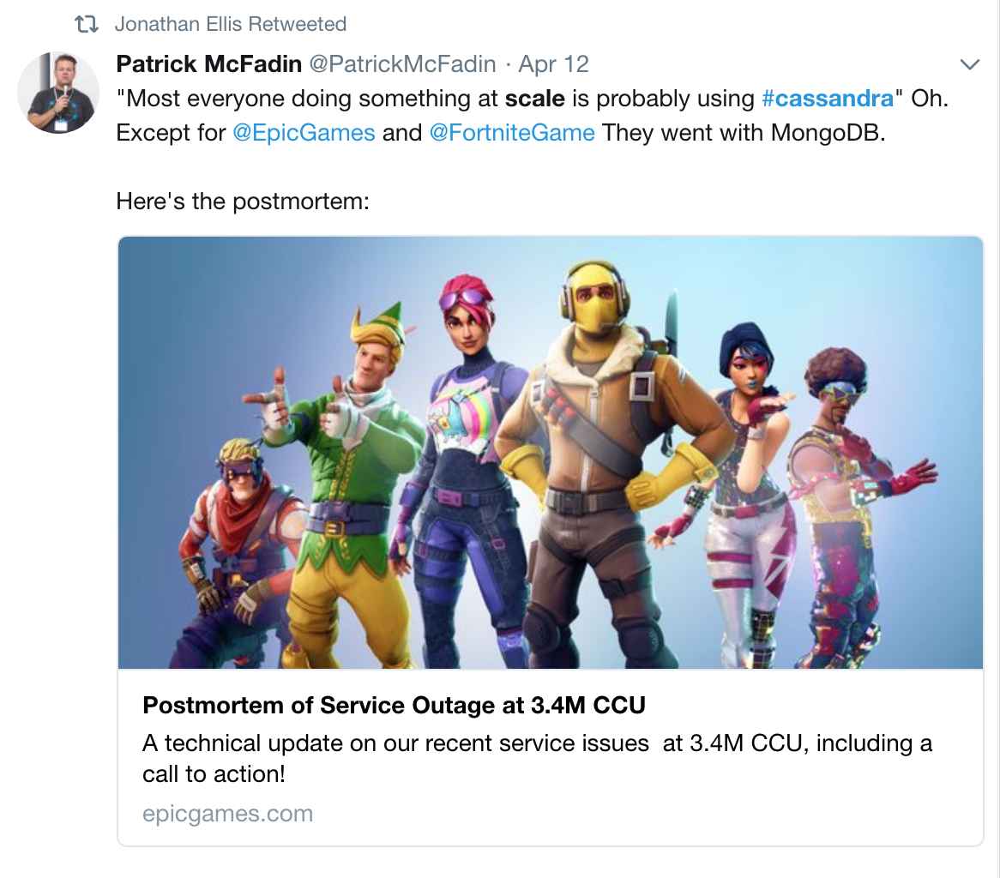 Jonathan Ellis Retweeted
Patrick McFadin @PatrickMcFadin · Apr 12
"Most everyone doing something at scale is probably using #cassandra" Oh.
Except for @EpicGames and @FortniteGame They went with MongoDB.
Here's the postmortem:
Postmortem of Service Outage at 3.4M CCU
A technical update on our recent service issues  at 3.4M CCU, including a
call to action!
epicgames.com